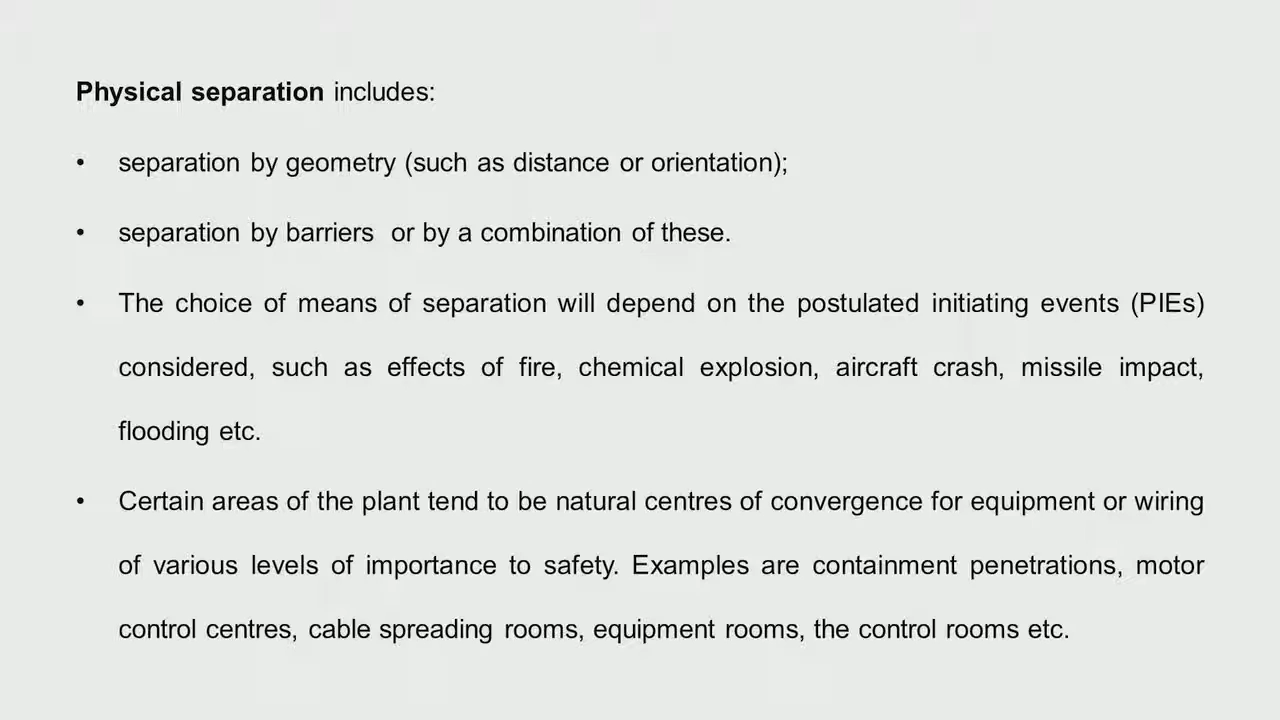 Physical separation includes:
• separation by geometry (such as distance or orientation);
• separation by barriers or by a combination of these.
• The choice of means of separation will depend on the postulated initiating events (PIEs)
considered, such as effects of fire, chemical explosion, aircraft crash, missile impact,
flooding etc.
• Certain areas of the plant tend to be natural centres of convergence for equipment or wiring
of various levels of importance to safety. Examples are containment penetrations, motor
control centres, cable spreading rooms, equipment rooms, the control rooms etc.